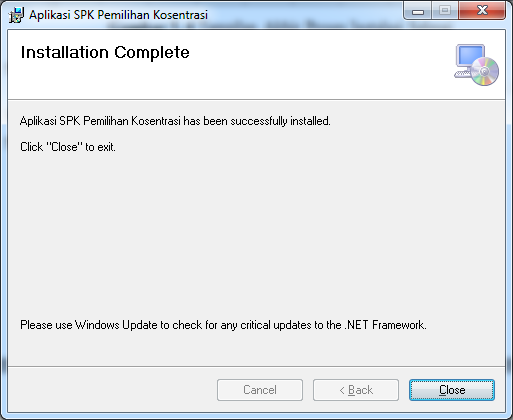 Aplikasi SPK Pemilihan Kosentrasi
Installation Complete
Aplikasi SPK Pemilihan Kosentrasi has been successfully installed.
Click "Close" to exit.
Please use Windows Update to check for any critical updates to the .NET Framework.
Cancel
< Back
Close